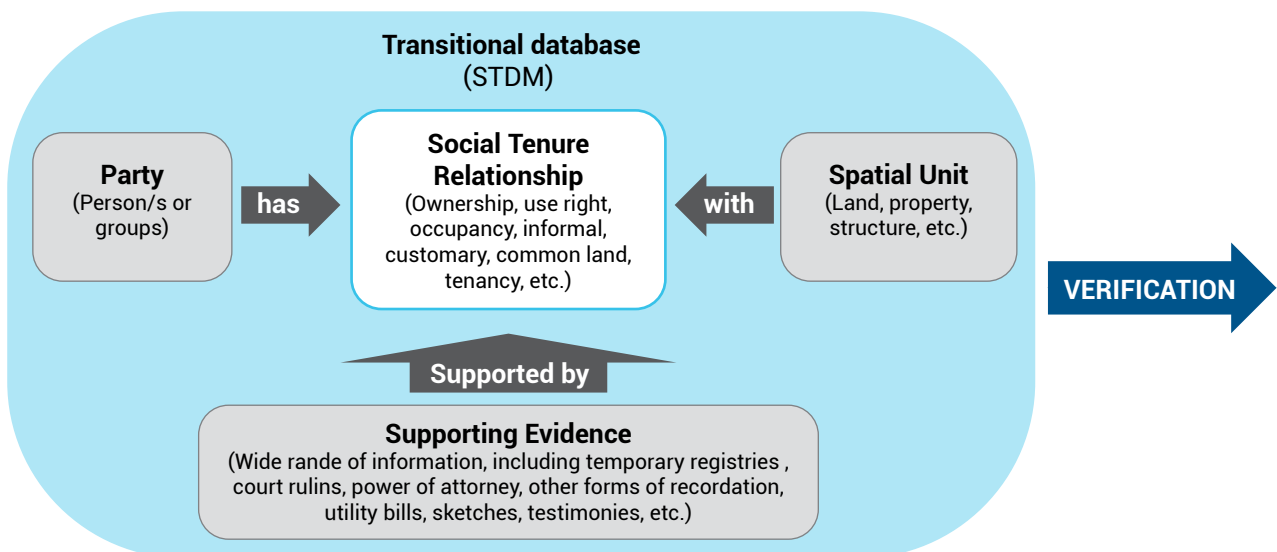 Transitional database
(STDM)
Party
(Person/s or
groups)
has
Social Tenure
Relationship
(Ownership, use right,
occupancy, informal,
customary, common land,
tenancy, etc.)
with
Spatial Unit
(Land, property,
structure, etc.)
VERIFICATION
Supported by
Supporting Evidence
(Wide rande of information, including temporary registries ,
court rulins, power of attorney, other forms of recordation,
utility bills, sketches, testimonies, etc.)